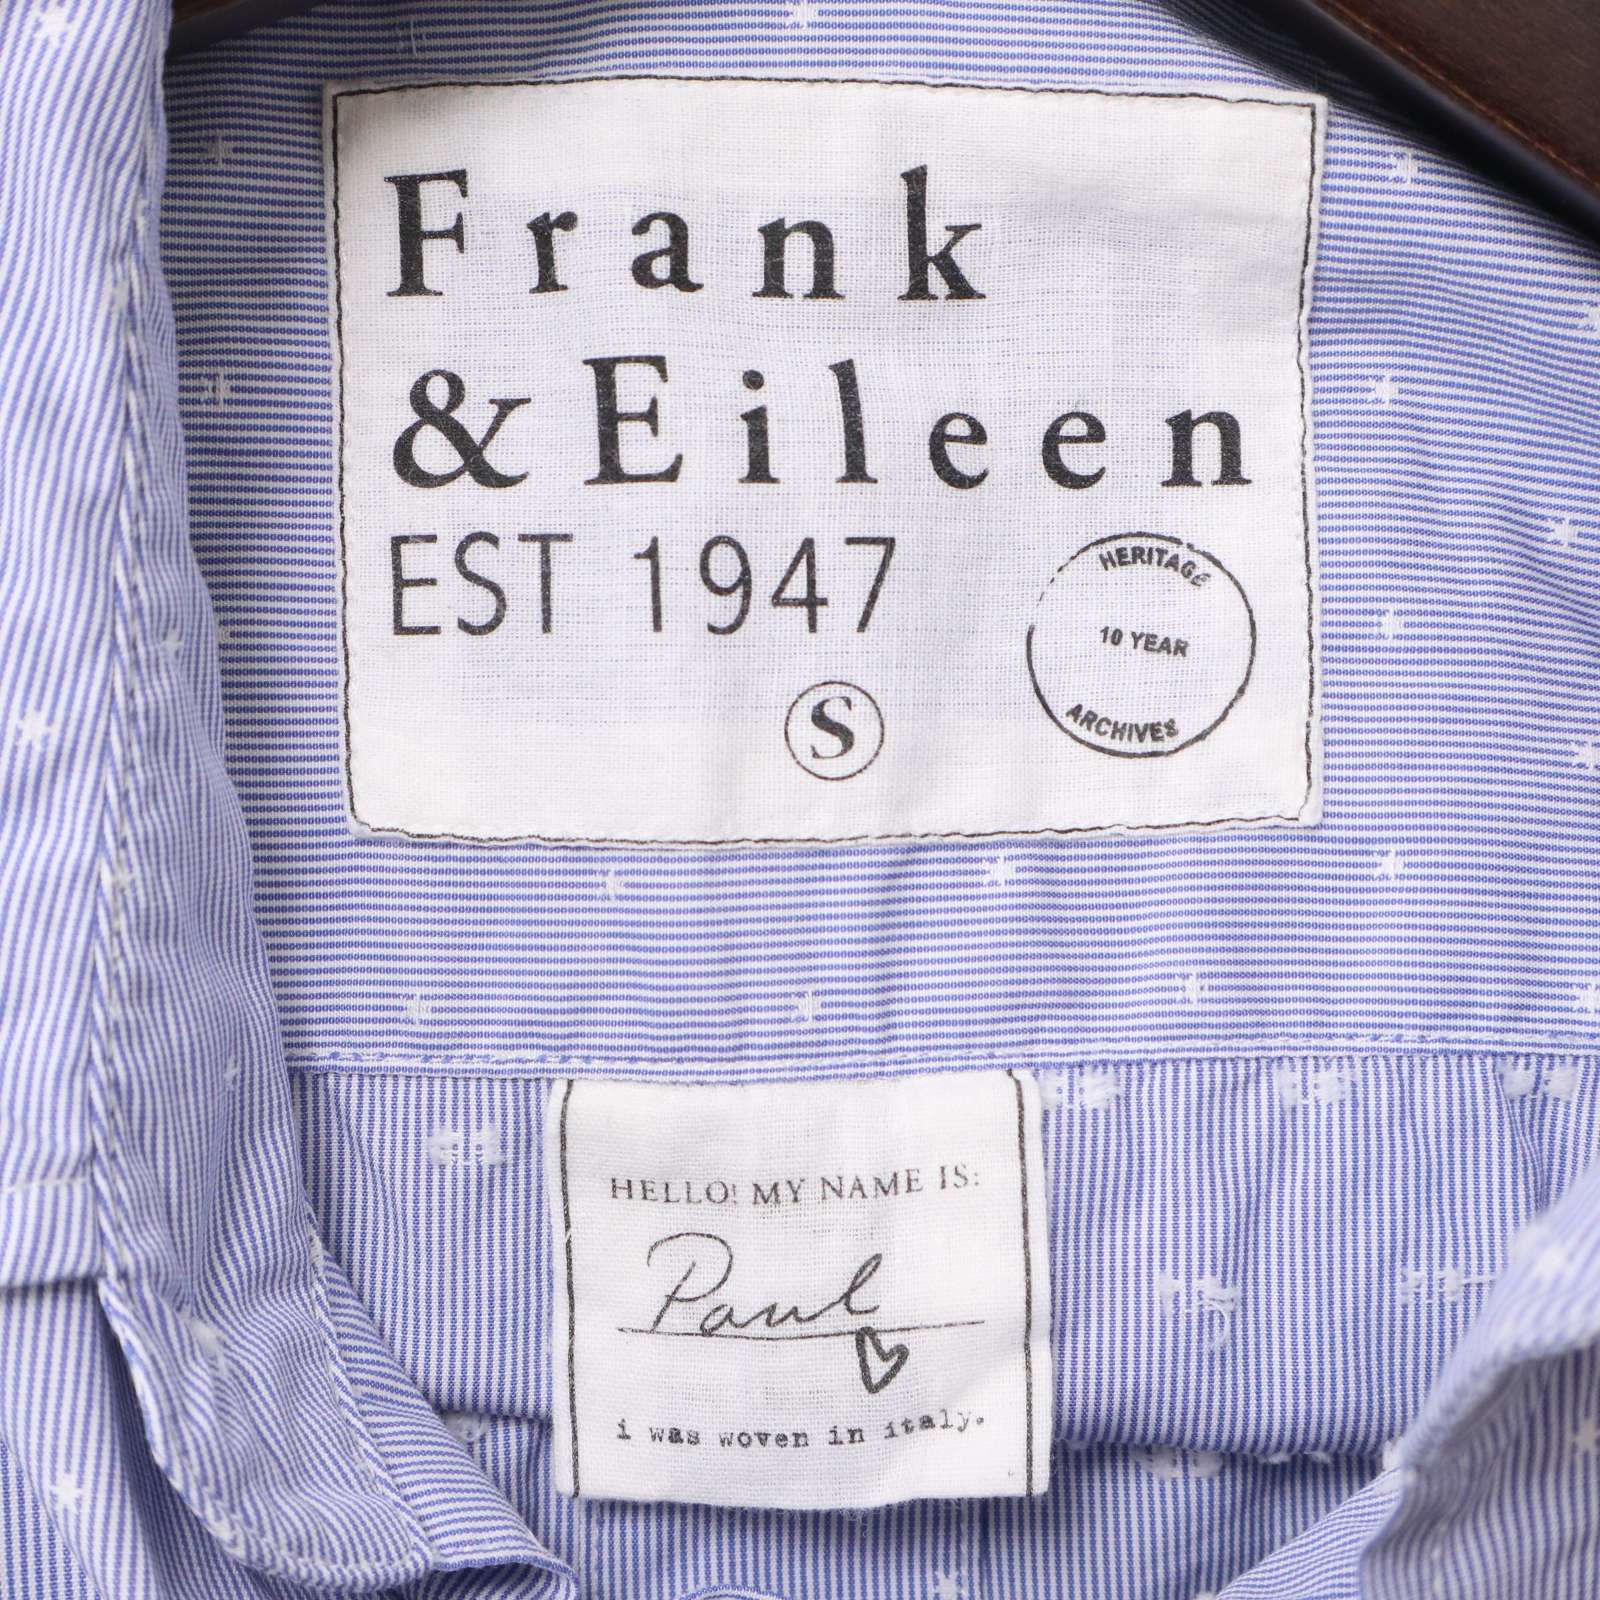 Frank
& Eileen
EST 1947
HERITAGE
10 YEAR
ARCHIVES
S
HELLO! MY NAME IS:
Paul
i was woven in italy.